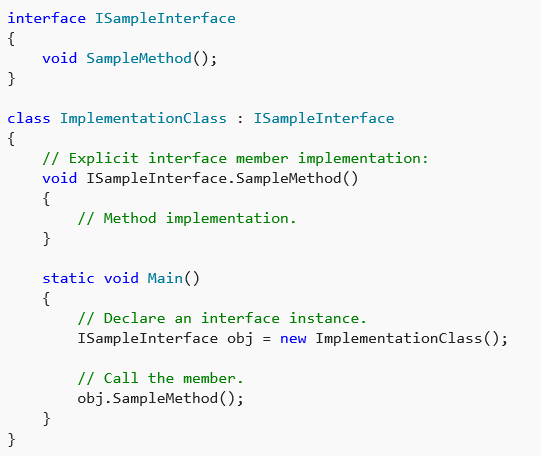 interface ISampleInterface
{
    void SampleMethod();
}

class ImplementationClass : ISampleInterface
{
    // Explicit interface member implementation:
    void ISampleInterface.SampleMethod()
    {
        // Method implementation.
    }

    static void Main()
    {
        // Declare an interface instance.
        ISampleInterface obj = new ImplementationClass();

        // Call the member.
        obj.SampleMethod();
    }
}